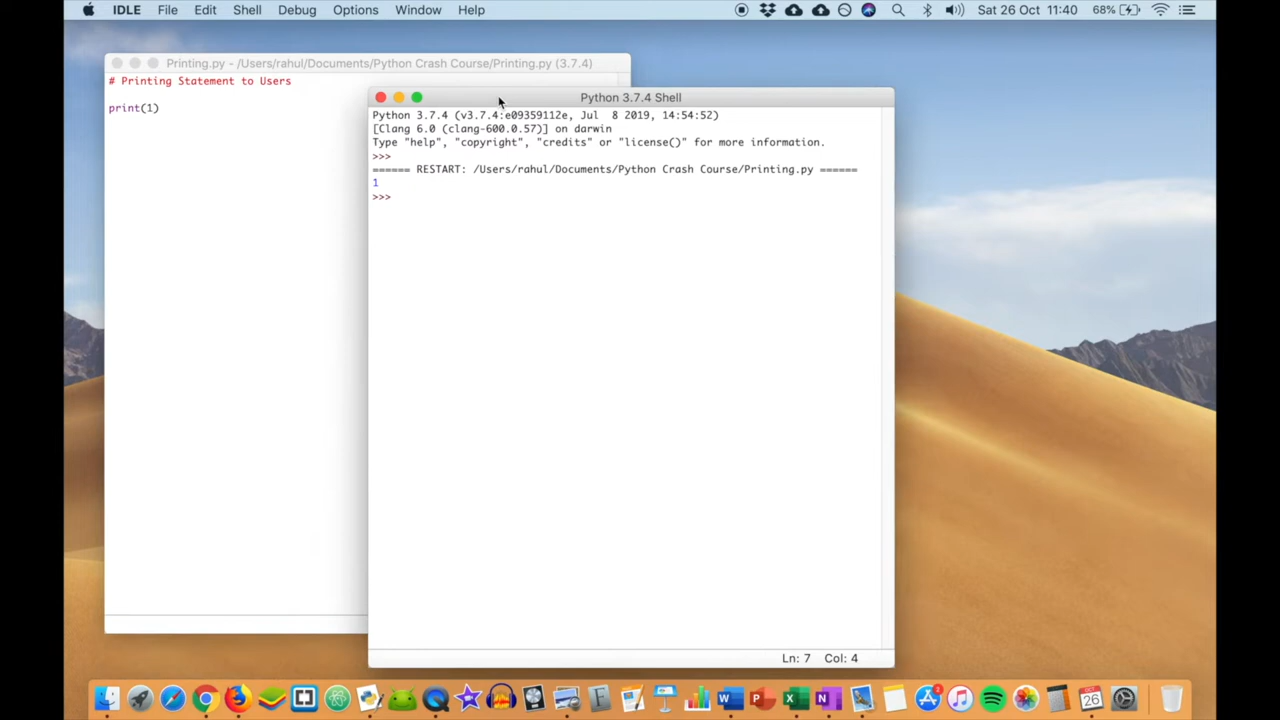 IDLE File Edit Shell Debug Options Window Help Sat 26 Oct 11:40 68%
Printing.py - /Users/rahul/Documents/Python Crash Course/Printing.py (3.7.4)
# Printing Statement to Users
print(1)
Python 3.7.4 Shell
Python 3.7.4 (v3.7.4:e09359112e, Jul  8 2019, 14:54:52)
[Clang 6.0 (clang-600.0.57)] on darwin
Type "help", "copyright", "credits" or "license()" for more information.
>>>
====== RESTART: /Users/rahul/Documents/Python Crash Course/Printing.py ======
1
>>>
Ln: 7 Col: 4